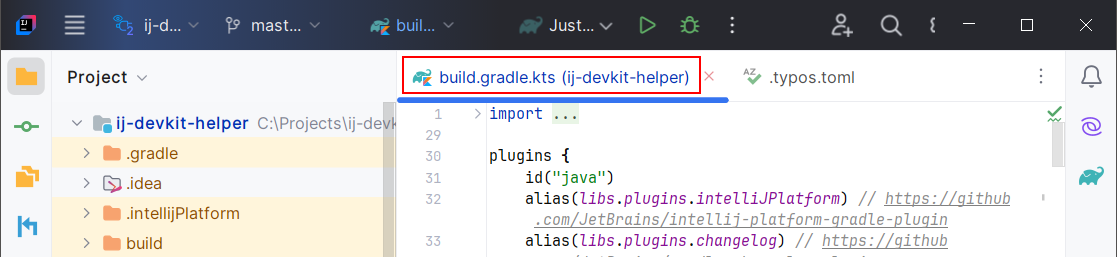 ij-d... mast... buil... Just...
Project
build.gradle.kts (ij-devkit-helper) .typos.toml
ij-devkit-helper C:\Projects\ij-devk
1 import ...
.gradle
29
30 plugins {
.idea
31 id("java")
32 alias(libs.plugins.intelliJPlatform) // https://github
.intellijPlatform
.com/JetBrains/intellij-platform-gradle-plugin
build
33 alias(libs.plugins.changelog) // https://github